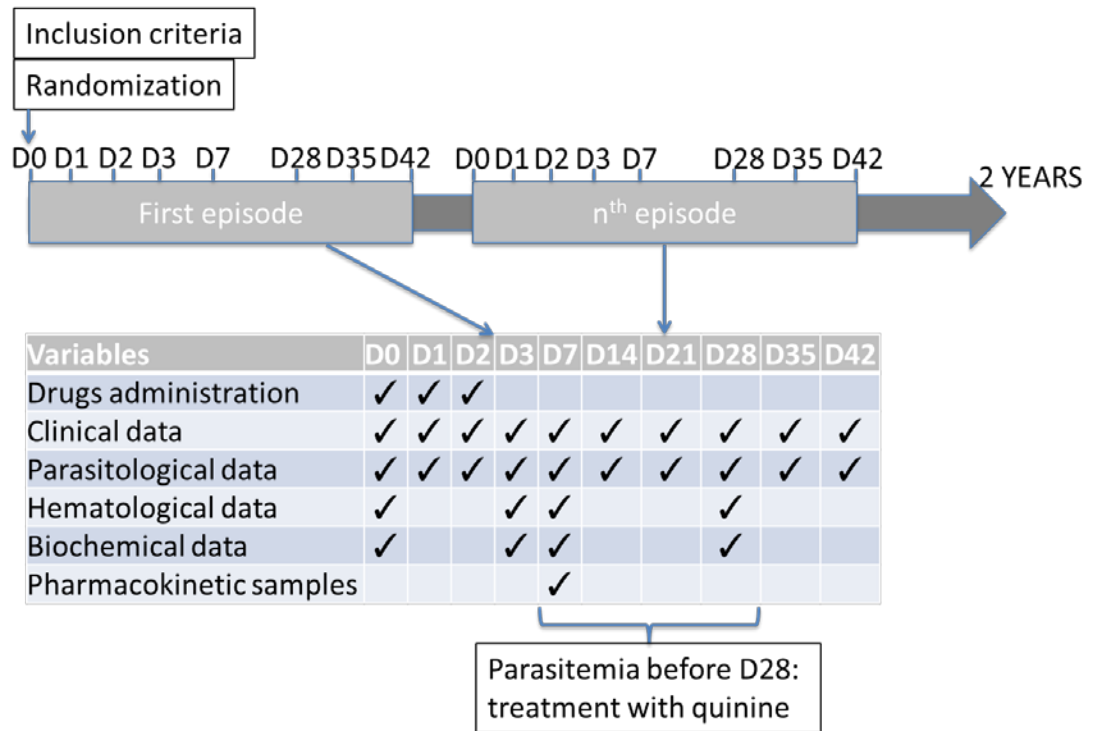 Inclusion criteria
Randomization
D0 D1 D2 D3 D7 D28 D35 D42 D0 D1 D2 D3 D7 D28 D35 D42
2 YEARS
First episode nth episode
Variables D0 D1 D2 D3 D7 D14 D21 D28 D35 D42
Drugs administration ✓ ✓ ✓
Clinical data ✓ ✓ ✓ ✓ ✓ ✓ ✓ ✓ ✓ ✓
Parasitological data ✓ ✓ ✓ ✓ ✓ ✓ ✓ ✓ ✓ ✓
Hematological data ✓ ✓ ✓ ✓
Biochemical data ✓ ✓ ✓ ✓
Pharmacokinetic samples ✓
Parasitemia before D28:
treatment with quinine